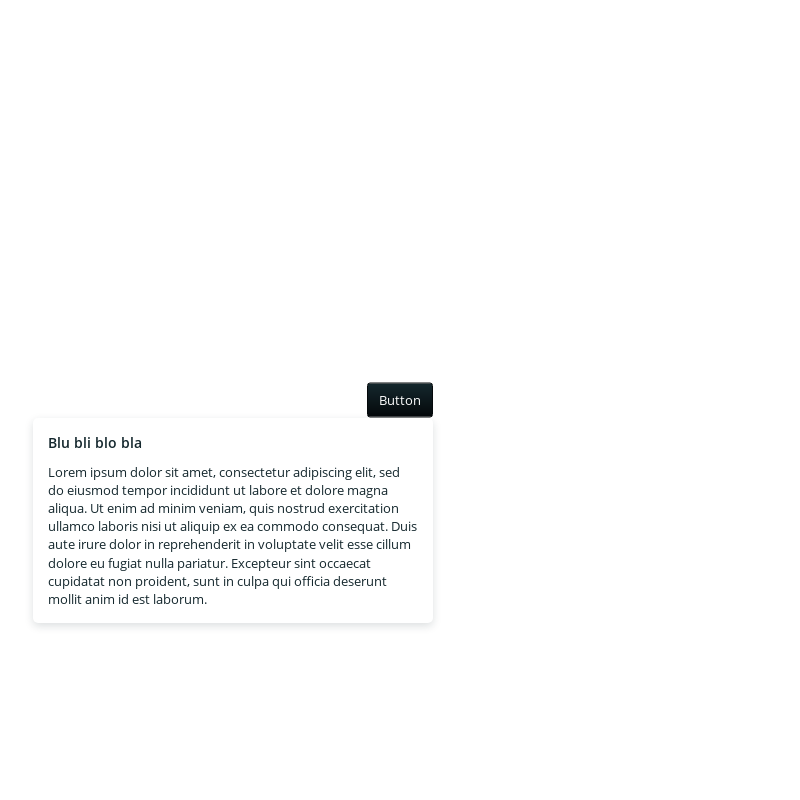 Button
Blu bli blo bla
Lorem ipsum dolor sit amet, consectetur adipiscing elit, sed
do eiusmod tempor incididunt ut labore et dolore magna
aliqua. Ut enim ad minim veniam, quis nostrud exercitation
ullamco laboris nisi ut aliquip ex ea commodo consequat. Duis
aute irure dolor in reprehenderit in voluptate velit esse cillum
dolore eu fugiat nulla pariatur. Excepteur sint occaecat
cupidatat non proident, sunt in culpa qui officia deserunt
mollit anim id est laborum.